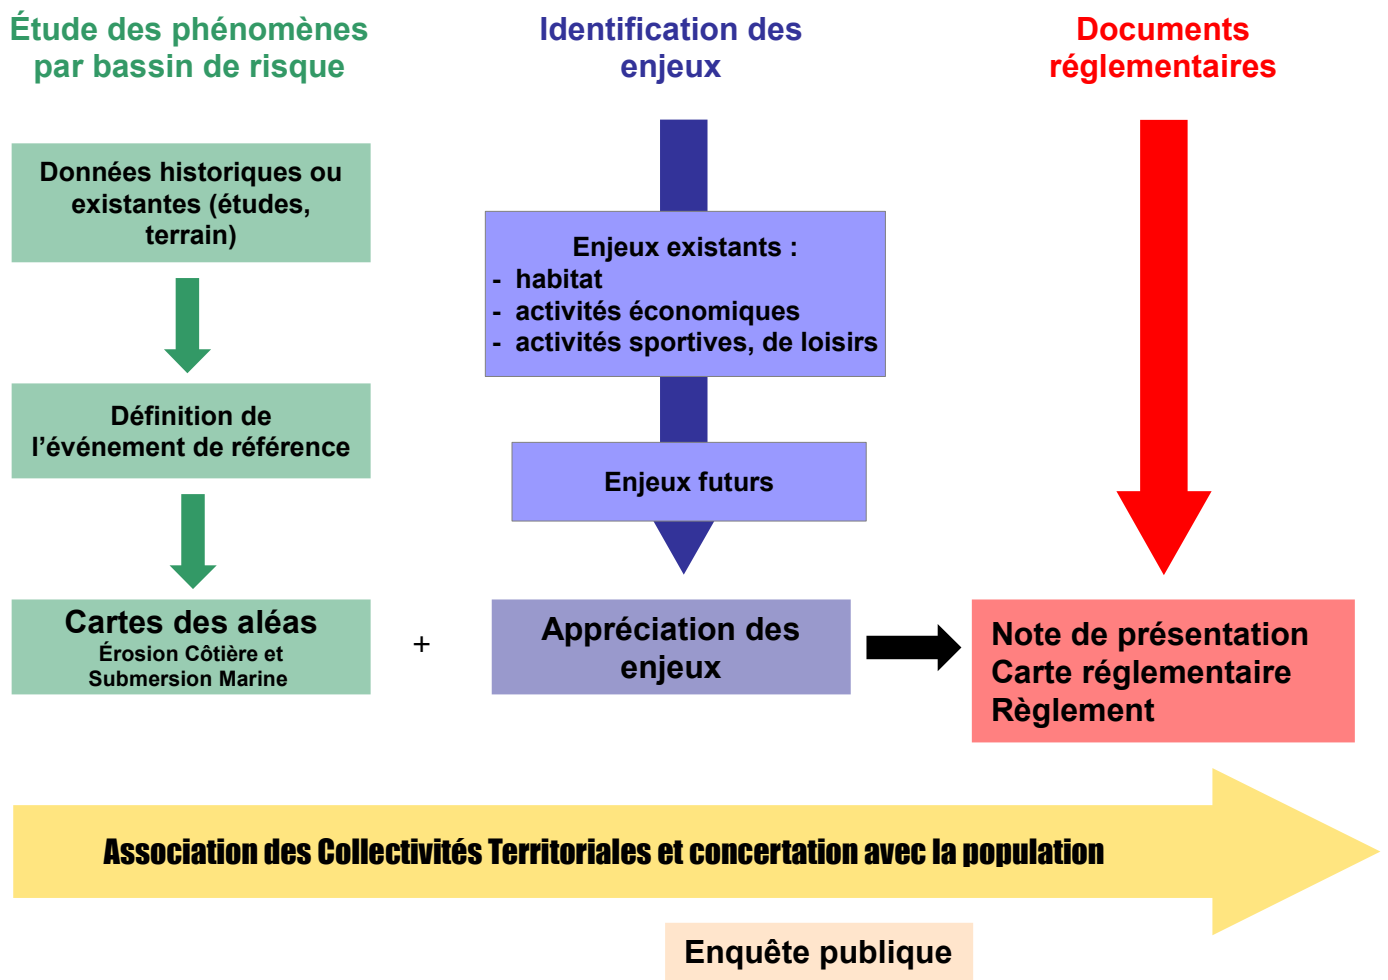 Étude des phénomènes
par bassin de risque
Données historiques ou
existantes (études,
terrain)
Définition de
l’événement de référence
Cartes des aléas
Érosion Côtière et
Submersion Marine
+
Identification des
enjeux
Enjeux existants :
- habitat
- activités économiques
- activités sportives, de loisirs
Enjeux futurs
Appréciation des
enjeux
Documents
réglementaires
Note de présentation
Carte réglementaire
Règlement
Association des Collectivités Territoriales et concertation avec la population
Enquête publique